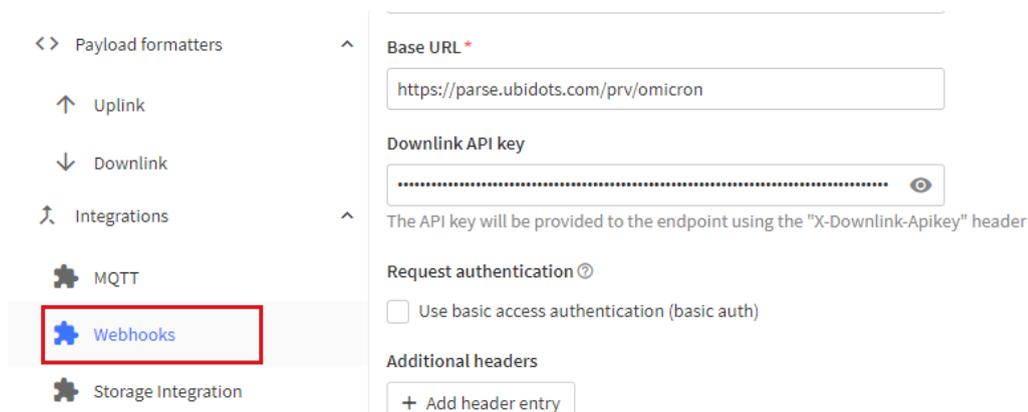 Payload formatters
Uplink
Downlink
Integrations
MQTT
Webhooks
Storage Integration
Base URL*
https://parse.ubidots.com/prv/omicron
Downlink API key
The API key will be provided to the endpoint using the "X-Downlink-Apikey" header
Request authentication
Use basic access authentication (basic auth)
Additional headers
+ Add header entry